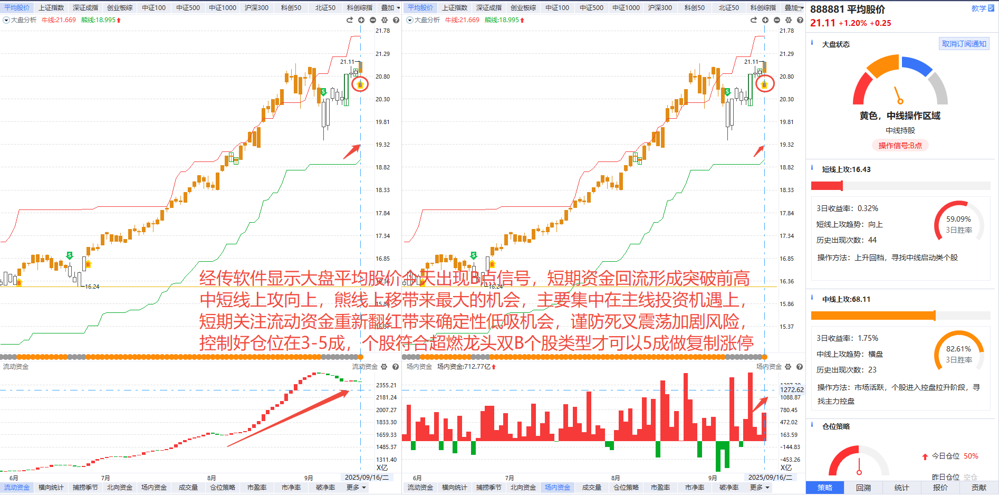 平均股价 上证指数 深证成指 创业板综 中证100 中证500 中证1000 沪深300 科创50 北证50 科创综指 叠加
大盘分析 牛线:21.669 熊线:18.995
21.78
21.29
21.11
20.80
20.30
19.81
19.32
18.82
18.33
17.84
17.34
16.85
16.36
15.86
15.37
S
B
S
B
B
16.24
流动资金
流动资金
2355.21
2181.24
2007.27
1833.30
1659.33
1485.37
1311.40
X亿
6月 7月 8月 9月 2025/09/16/二
流动资金 横向统计 捕捞季节 北向资金 场内资金 成交量 仓位策略 市盈率 市净率 破净率 更多
平均股价 上证指数 深证成指 创业板综 中证100 中证500 中证1000 沪深300 科创50 北证50 科创综指 叠加
大盘分析 牛线:21.669 熊线:18.995
21.78
21.29
21.11
20.80
20.30
19.81
19.32
18.82
18.33
17.84
17.34
16.85
16.36
15.86
15.37
S
B
S
B
B
16.24
经传软件显示大盘平均股价今天出现B点信号，短期资金回流形成突破前高
中短线上攻向上，熊线上移带来最大的机会，主要集中在主线投资机遇上，
短期关注流动资金重新翻红带来确定性低吸机会，谨防死叉震荡加剧风险，
控制好仓位在3-5成，个股符合超燃龙头双B个股类型才可以5成做复制涨停
场内资金 场内资金:712.77亿
场内资金
1272.62
1088.87
780.45
472.02
163.59
-144.83
-453.26
X亿
6月 7月 8月 9月 2025/09/16/二
流动资金 横向统计 捕捞季节 北向资金 场内资金 成交量 仓位策略 市盈率 市净率 破净率 更多
888881 平均股价 教学
21.11 +1.20% +0.25
大盘状态 取消订阅通知
黄色，中线操作区域
中线持股
操作信号:B点
短线上攻:16.43
3日收益率：0.32%
短线上攻趋势：向上
历史出现次数：44
59.09%
3日胜率
操作方法：上升回档，寻找中线启动类个股
中线上攻:68.11
3日收益率：1.75%
中线上攻趋势：横盘
历史出现次数：23
82.61%
3日胜率
操作方法：市场活跃，个股进入控盘拉升阶段，寻
找主力控盘
仓位策略
今日仓位 50%
昨日仓位 空仓
策略 回溯 统计 报价 贡献